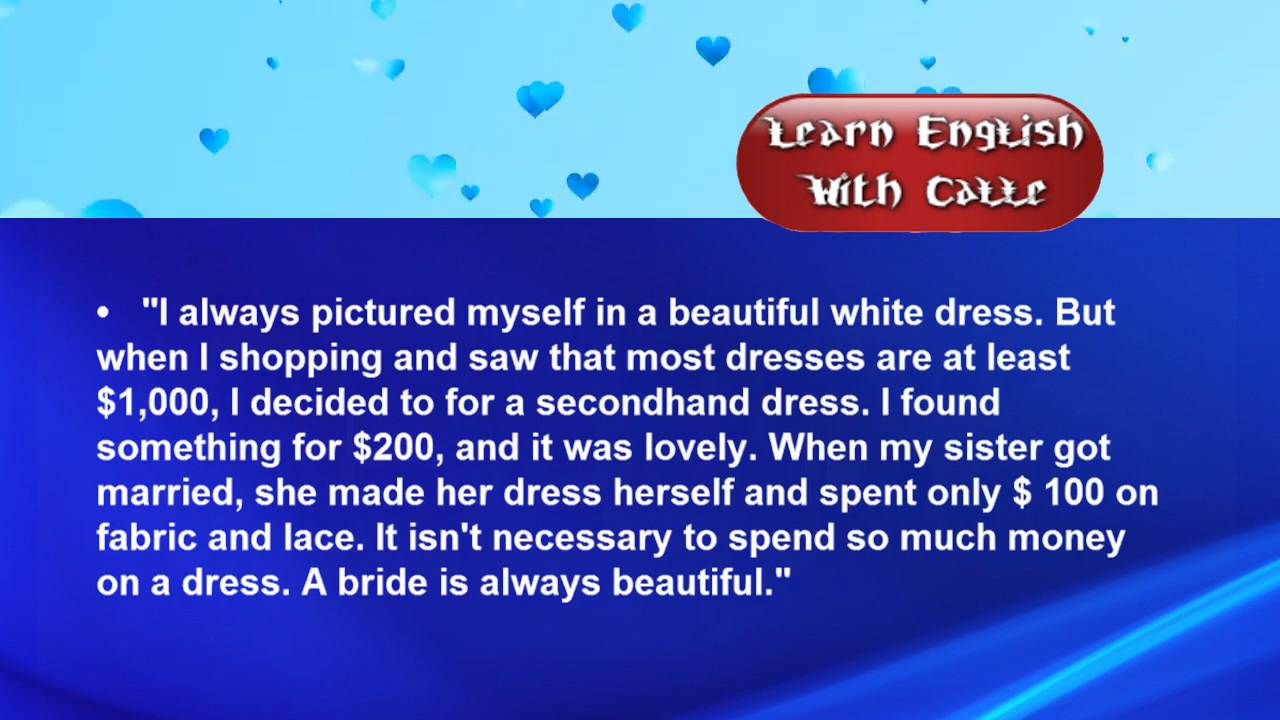 Learn English
With Calle
• "I always pictured myself in a beautiful white dress. But
when I shopping and saw that most dresses are at least
$1,000, I decided to for a secondhand dress. I found
something for $200, and it was lovely. When my sister got
married, she made her dress herself and spent only $ 100 on
fabric and lace. It isn't necessary to spend so much money
on a dress. A bride is always beautiful."